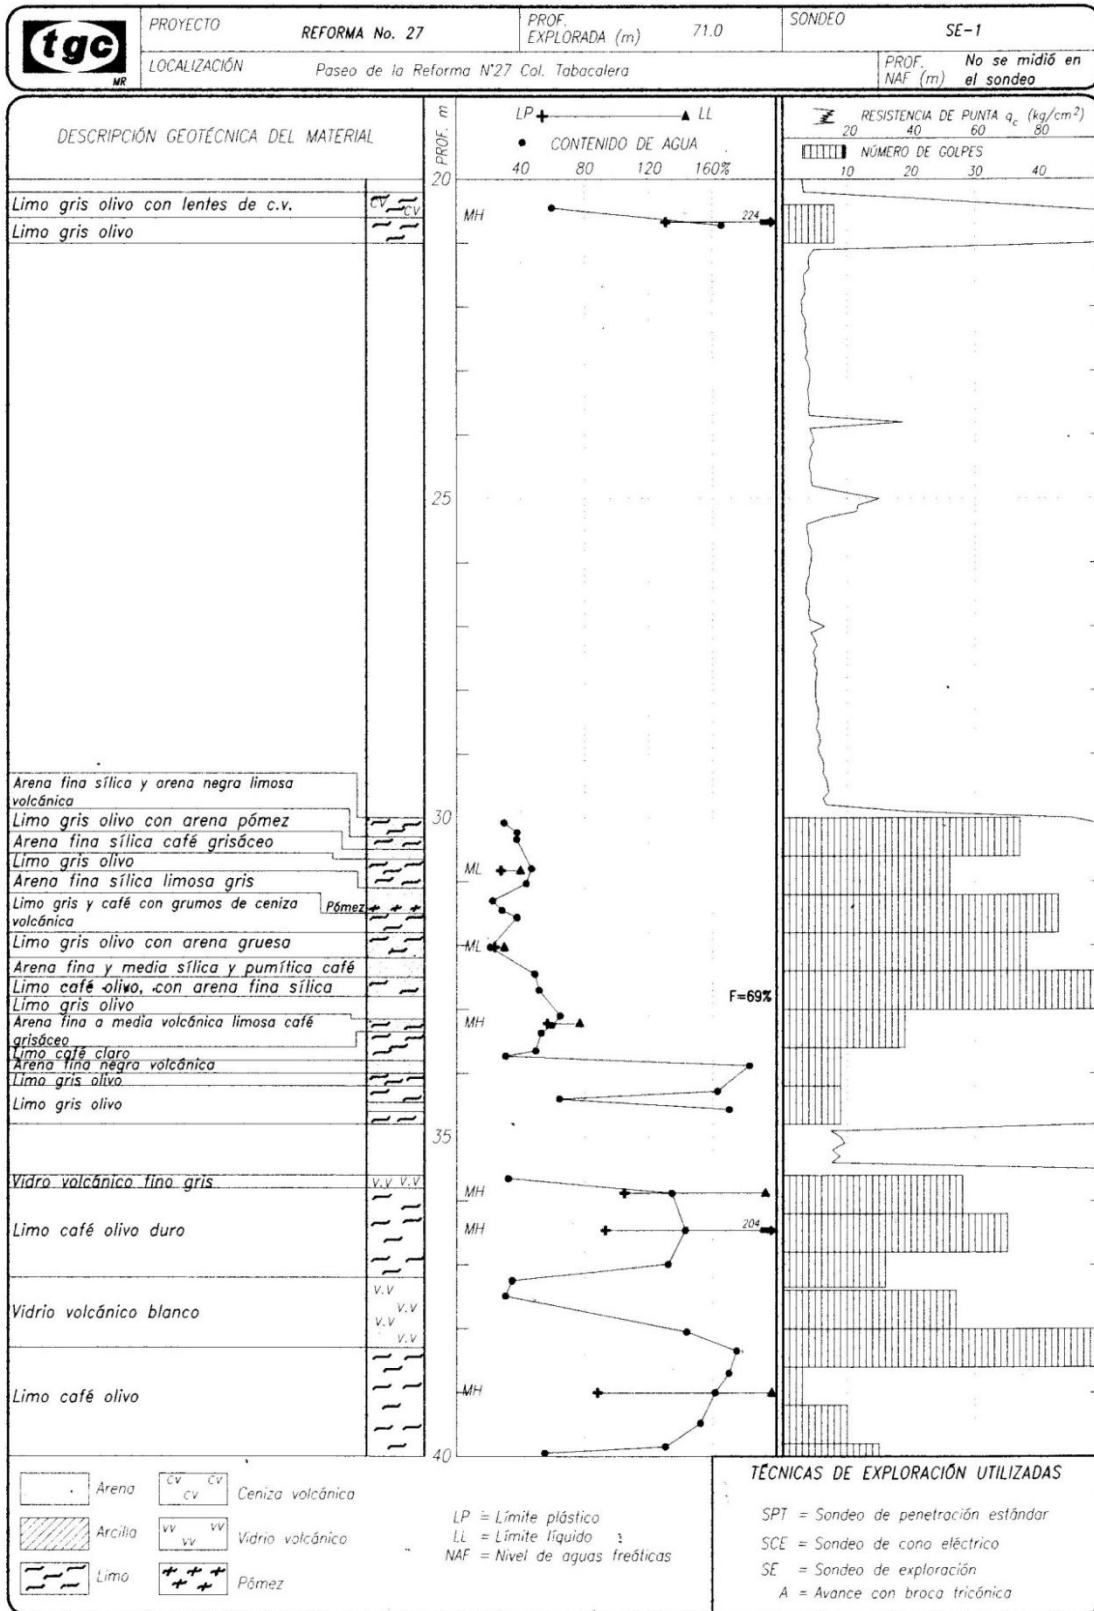 tgc
MR
PROYECTO
REFORMA No. 27
PROF.
EXPLORADA (m)
71.0
SONDEO
SE-1
LOCALIZACIÓN
Paseo de la Reforma N°27 Col. Tabacalera
PROF.
NAF (m)
No se midió en
el sondeo
DESCRIPCIÓN GEOTÉCNICA DEL MATERIAL
PROF. m
LP
LL
CONTENIDO DE AGUA
40 80 120 160%
RESISTENCIA DE PUNTA qc (kg/cm²)
20 40 60 80
NÚMERO DE GOLPES
10 20 30 40
20
Limo gris olivo con lentes de c.v.
CV
CV
MH
224
Limo gris olivo
25
Arena fina sílica y arena negra limosa
volcánica
30
Limo gris olivo con arena pómez
Arena fina sílica café grisáceo
Limo gris olivo
ML
Arena fina sílica limosa gris
Limo gris y café con grumos de ceniza
volcánica
Pómez
Limo gris olivo con arena gruesa
ML
Arena fina y media sílica y pumítica café
Limo café olivo, con arena fina sílica
F=69%
Limo gris olivo
Arena fina a media volcánica limosa café
grisáceo
MH
Limo café claro
Arena fina negra volcánica
Limo gris olivo
Limo gris olivo
35
Vidro volcánico fino gris
V.V V.V
MH
Limo café olivo duro
MH
204
Vidrio volcánico blanco
V.V
V.V
V.V
V.V
Limo café olivo
MH
40
Arena
CV CV
CV
Ceniza volcánica
Arcilla
VV VV
VV
Vidrio volcánico
Limo
Pómez
LP = Límite plástico
LL = Límite líquido
NAF = Nivel de aguas freáticas
TÉCNICAS DE EXPLORACIÓN UTILIZADAS
SPT = Sondeo de penetración estándar
SCE = Sondeo de cono eléctrico
SE = Sondeo de exploración
A = Avance con broca tricónica